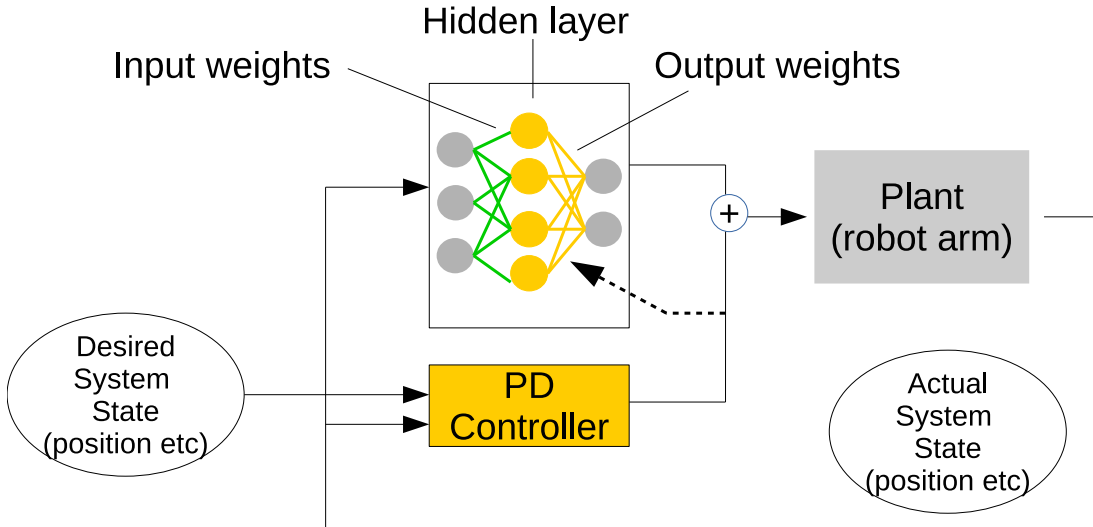 Hidden layer
Input weights
Output weights
+
Plant
(robot arm)
Desired
System
State
(position etc)
PD
Controller
Actual
System
State
(position etc)